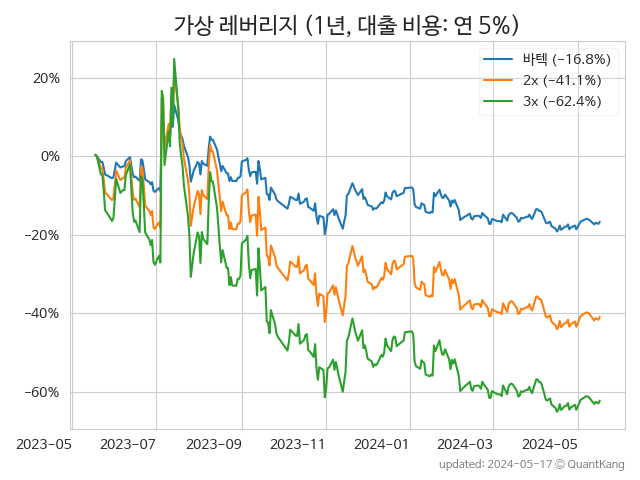 가상 레버리지 (1년, 대출 비용: 연 5%)
바텍 (−16.8%)
2x (−41.1%)
3x (−62.4%)
20%
0%
−20%
−40%
−60%
2023-05 2023-07 2023-09 2023-11 2024-01 2024-03 2024-05
updated: 2024-05-17 © QuantKang